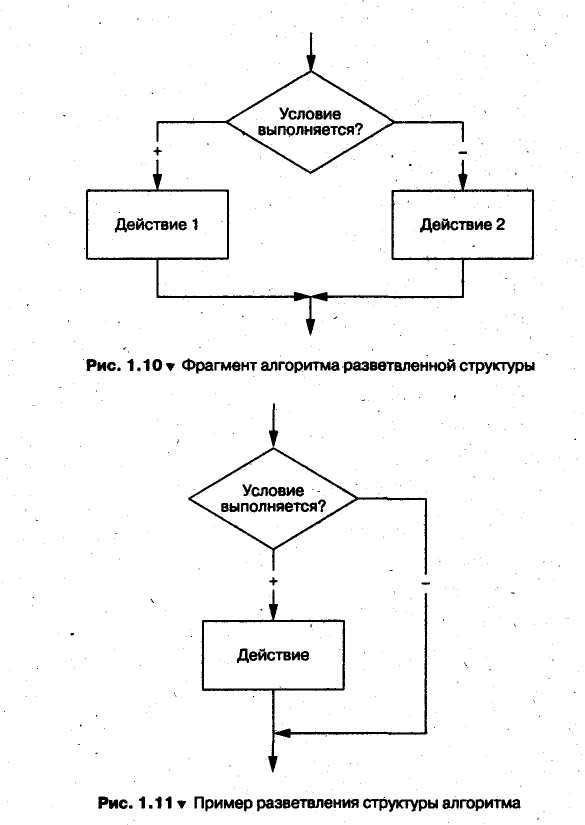 Условие
выполняется?
+
–
Действие 1
Действие 2
Рис. 1.10 ▼ Фрагмент алгоритма разветвленной структуры
Условие
выполняется?
+
–
Действие
Рис. 1.11 ▼ Пример разветвления структуры алгоритма